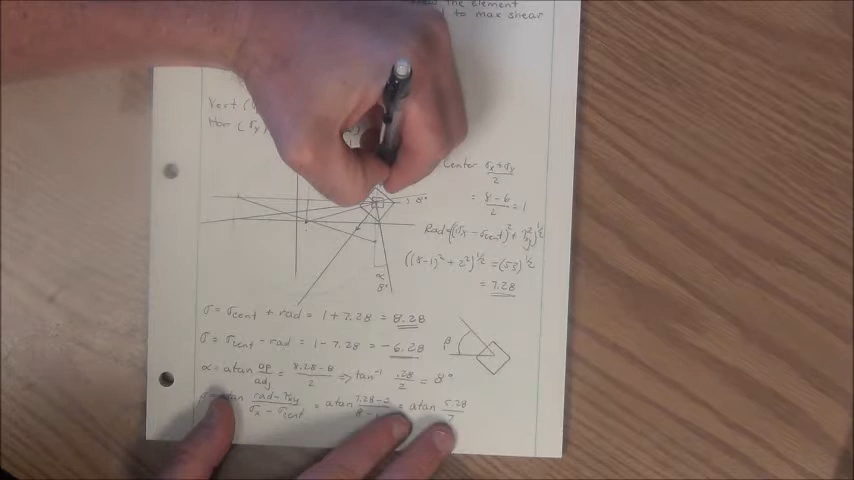 the element
to max shear
Vert (
Hor (σy)
Center σx+σy/2
= 8-6/2 = 1
8°
Rad=((σx - σcent)² + τxy²)^½
((8-1)² + 2²)^½ = (53)^½
= 7.28
α
8°
σ = σcent + rad = 1 + 7.28 = 8.28
σ = σcent - rad = 1 - 7.28 = -6.28
β
α = atan op/adj = 8.28-8/2 => tan⁻¹ .28/2 = 8°
atan rad-τxy/σx-σcent = atan 7.28-2/8-1 = atan 5.28/7